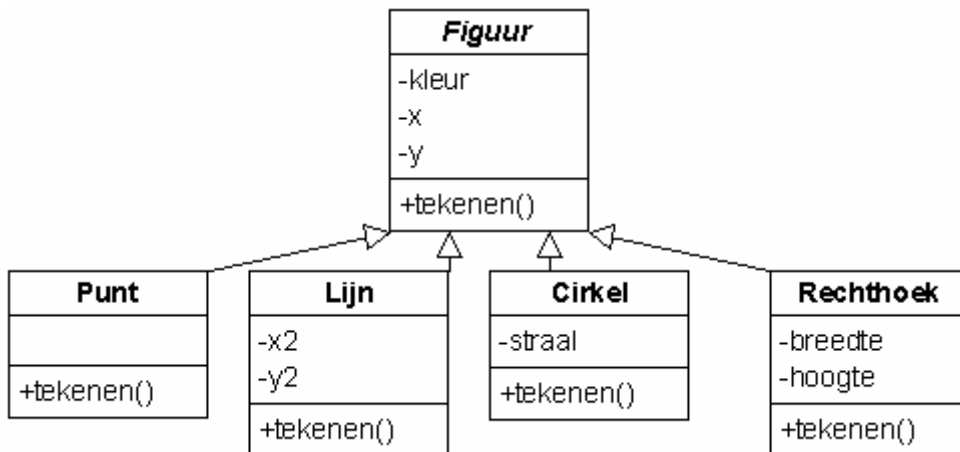 Figuur
-kleur
-x
-y
+tekenen()
Punt
+tekenen()
Lijn
-x2
-y2
+tekenen()
Cirkel
-straal
+tekenen()
Rechthoek
-breedte
-hoogte
+tekenen()